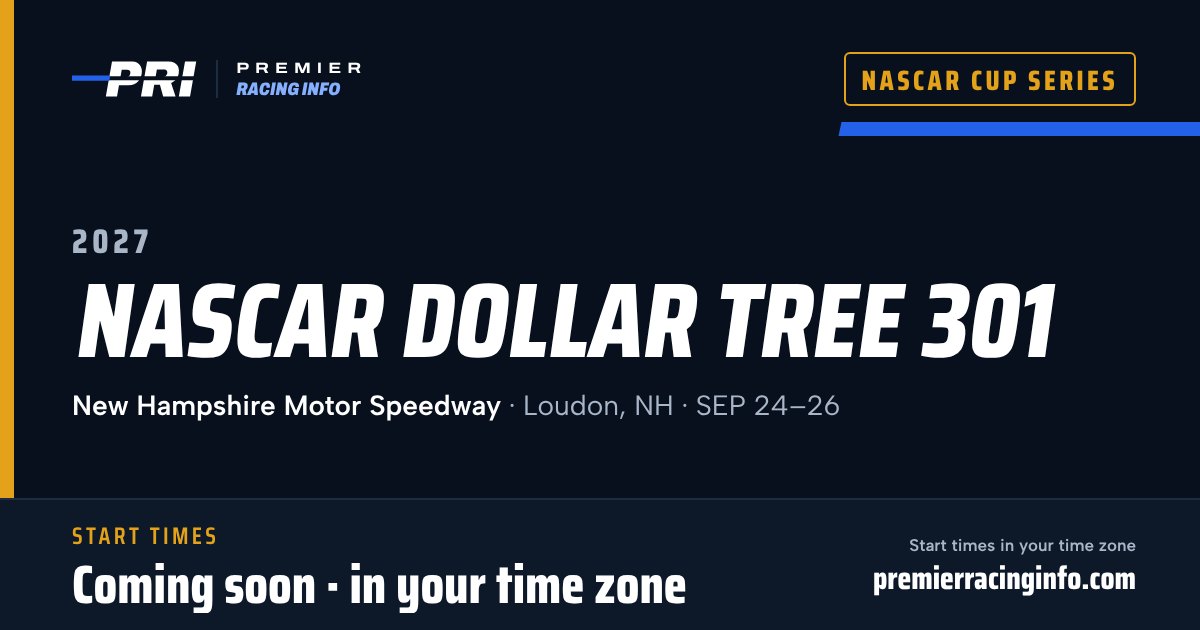 PRI
PREMIER
RACING INFO
NASCAR CUP SERIES
2027
NASCAR DOLLAR TREE 301
New Hampshire Motor Speedway · Loudon, NH · SEP 24–26
START TIMES
Coming soon · in your time zone
Start times in your time zone
premierracinginfo.com